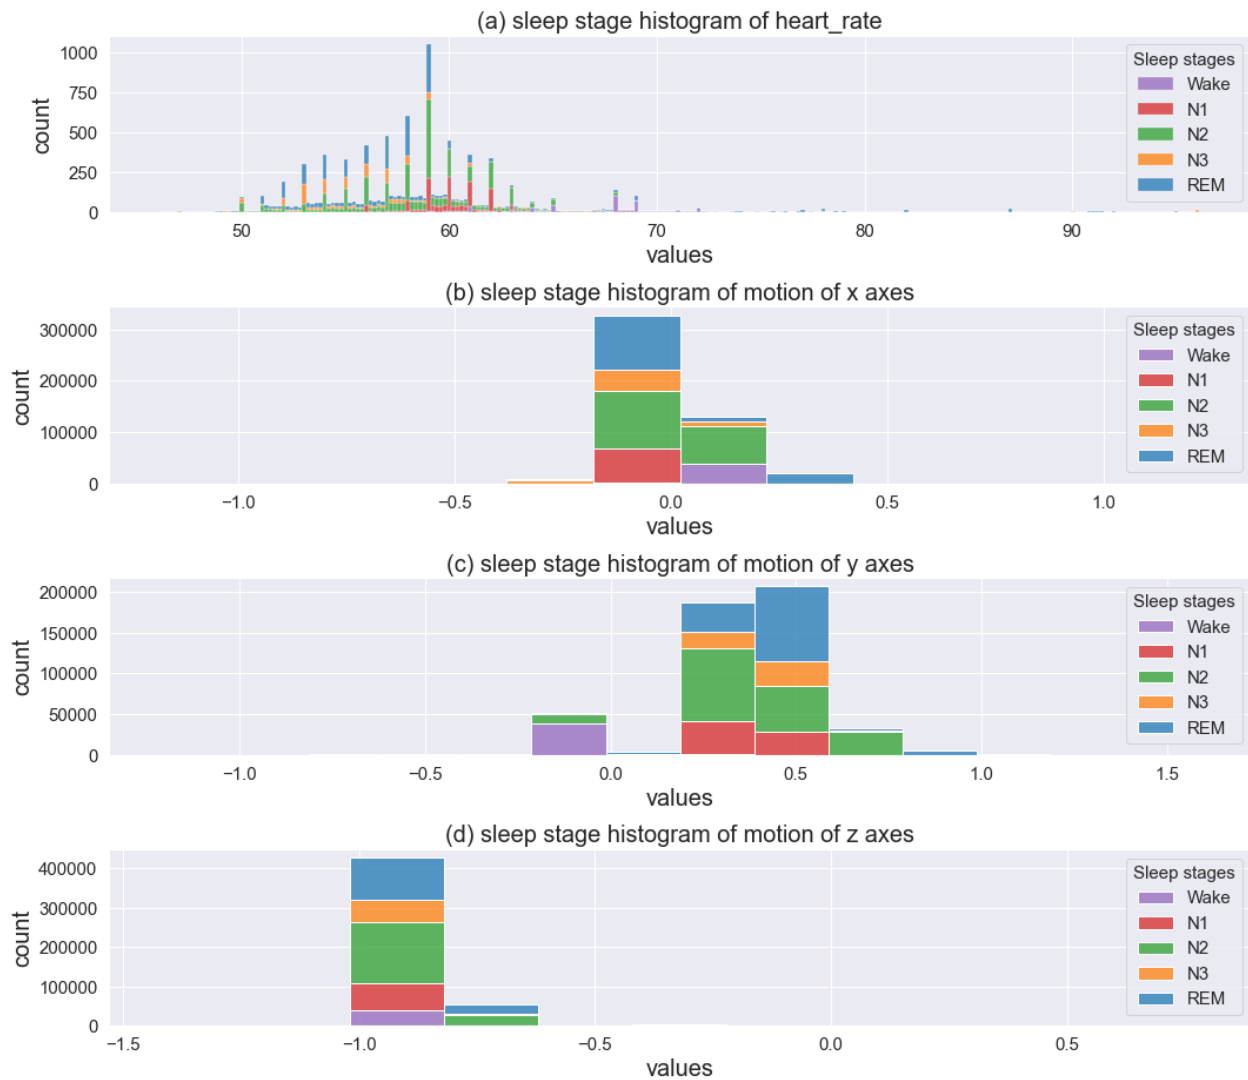 (a) sleep stage histogram of heart_rate
1000
750
500
250
0
count
50 60 70 80 90
values
Sleep stages
Wake
N1
N2
N3
REM
(b) sleep stage histogram of motion of x axes
300000
200000
100000
0
count
−1.0 −0.5 0.0 0.5 1.0
values
Sleep stages
Wake
N1
N2
N3
REM
(c) sleep stage histogram of motion of y axes
200000
150000
100000
50000
0
count
−1.0 −0.5 0.0 0.5 1.0 1.5
values
Sleep stages
Wake
N1
N2
N3
REM
(d) sleep stage histogram of motion of z axes
400000
300000
200000
100000
0
count
−1.5 −1.0 −0.5 0.0 0.5
values
Sleep stages
Wake
N1
N2
N3
REM